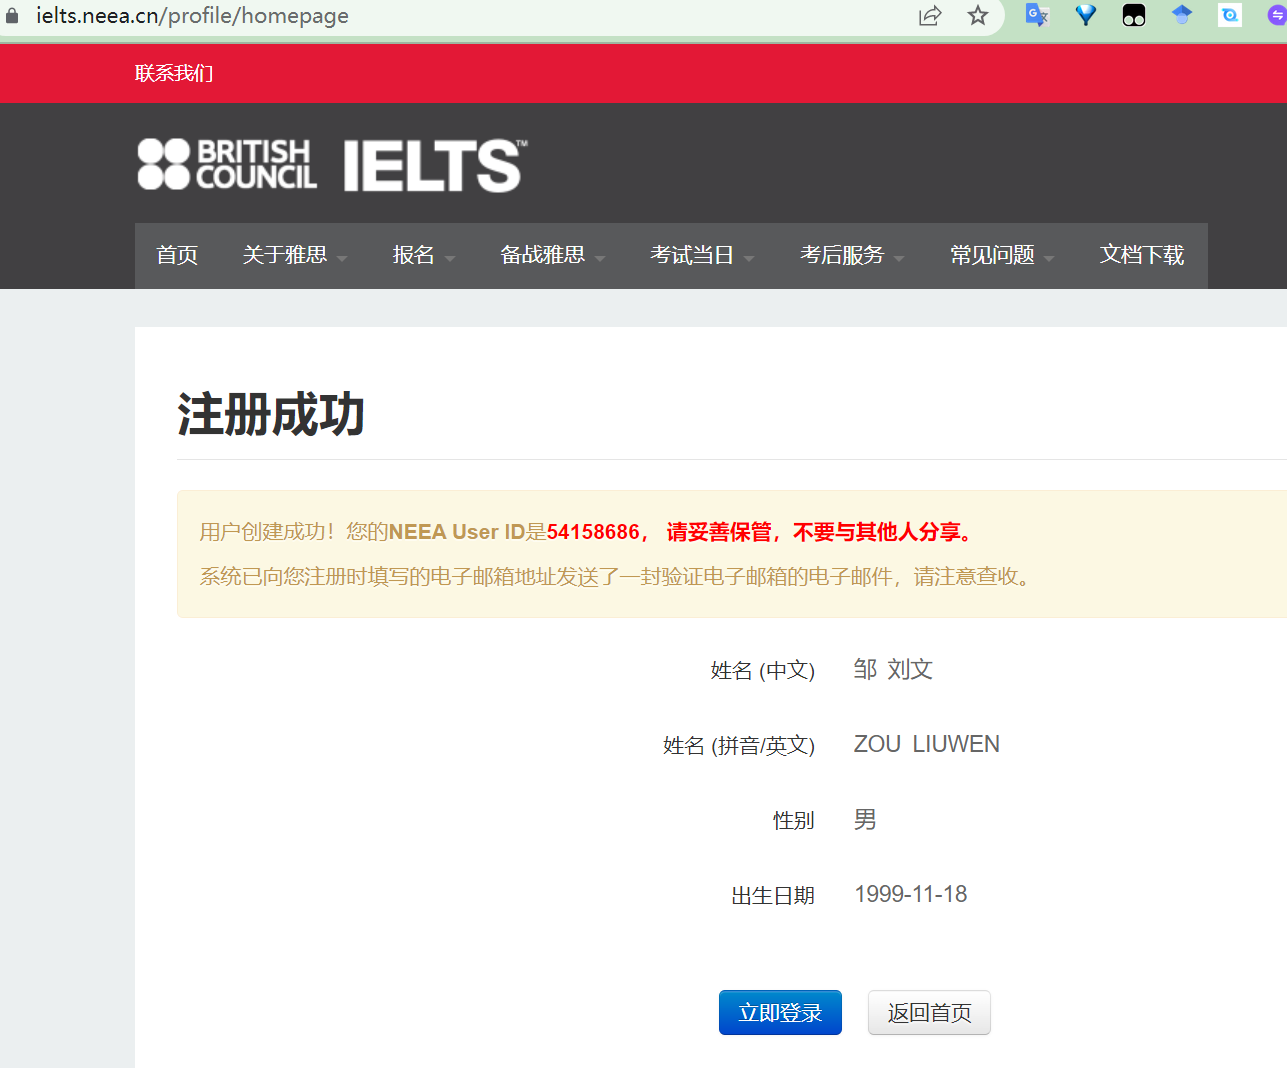 ielts.neea.cn/profile/homepage
联系我们
BRITISH COUNCIL IELTS™
首页 关于雅思 报名 备战雅思 考试当日 考后服务 常见问题 文档下载
注册成功
用户创建成功！您的NEEA User ID是54158686， 请妥善保管，不要与其他人分享。
系统已向您注册时填写的电子邮箱地址发送了一封验证电子邮箱的电子邮件，请注意查收。
姓名 (中文) 邹 刘文
姓名 (拼音/英文) ZOU LIUWEN
性别 男
出生日期 1999-11-18
立即登录 返回首页